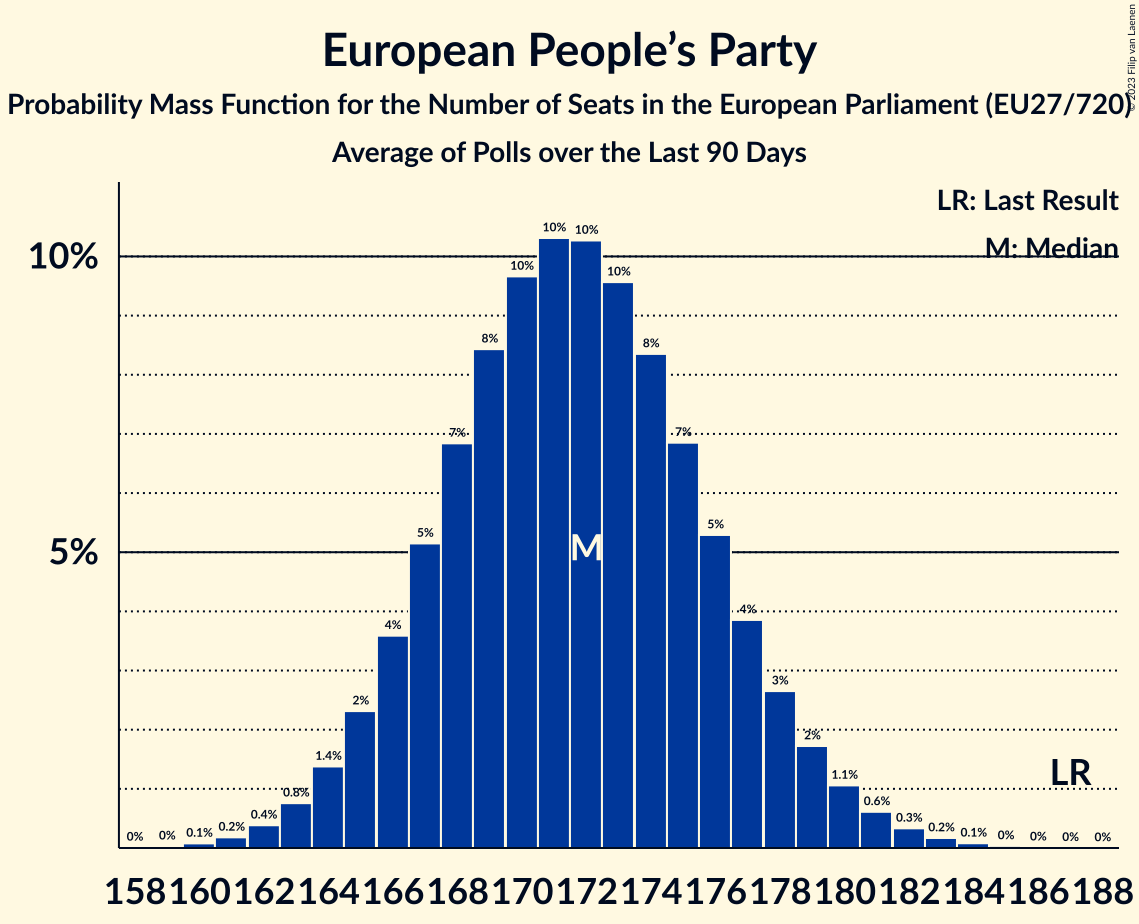 European People’s Party
Probability Mass Function for the Number of Seats in the European Parliament (EU27/720)
Average of Polls over the Last 90 Days
© 2023 Filip van Laenen
LR: Last Result
M: Median
10%
5%
0% 0% 0.1% 0.2% 0.4% 0.8% 1.4% 2% 4% 5% 7% 8% 10% 10% 10% 10% 8% 7% 5% 4% 3% 2% 1.1% 0.6% 0.3% 0.2% 0.1% 0% 0% 0% 0%
M
LR
158 160 162 164 166 168 170 172 174 176 178 180 182 184 186 188